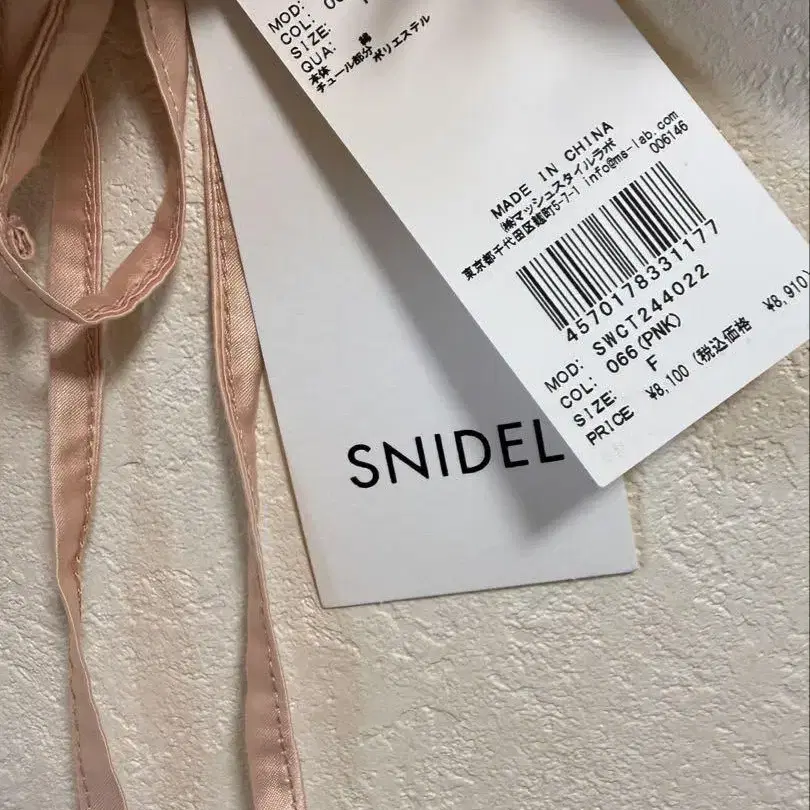 MOD:
COL:
SIZE:
QUA:
本体 綿
チュール部分 ポリエステル
MADE IN CHINA
㈱マッシュスタイルラボ
東京都千代田区麹町5-7-1 info@ms-lab.com
006146
4570178331177
MOD: SWCT244022
COL: 066(PNK)
SIZE: F
PRICE ¥8,100 (税込価格 ¥8,910
SNIDEL